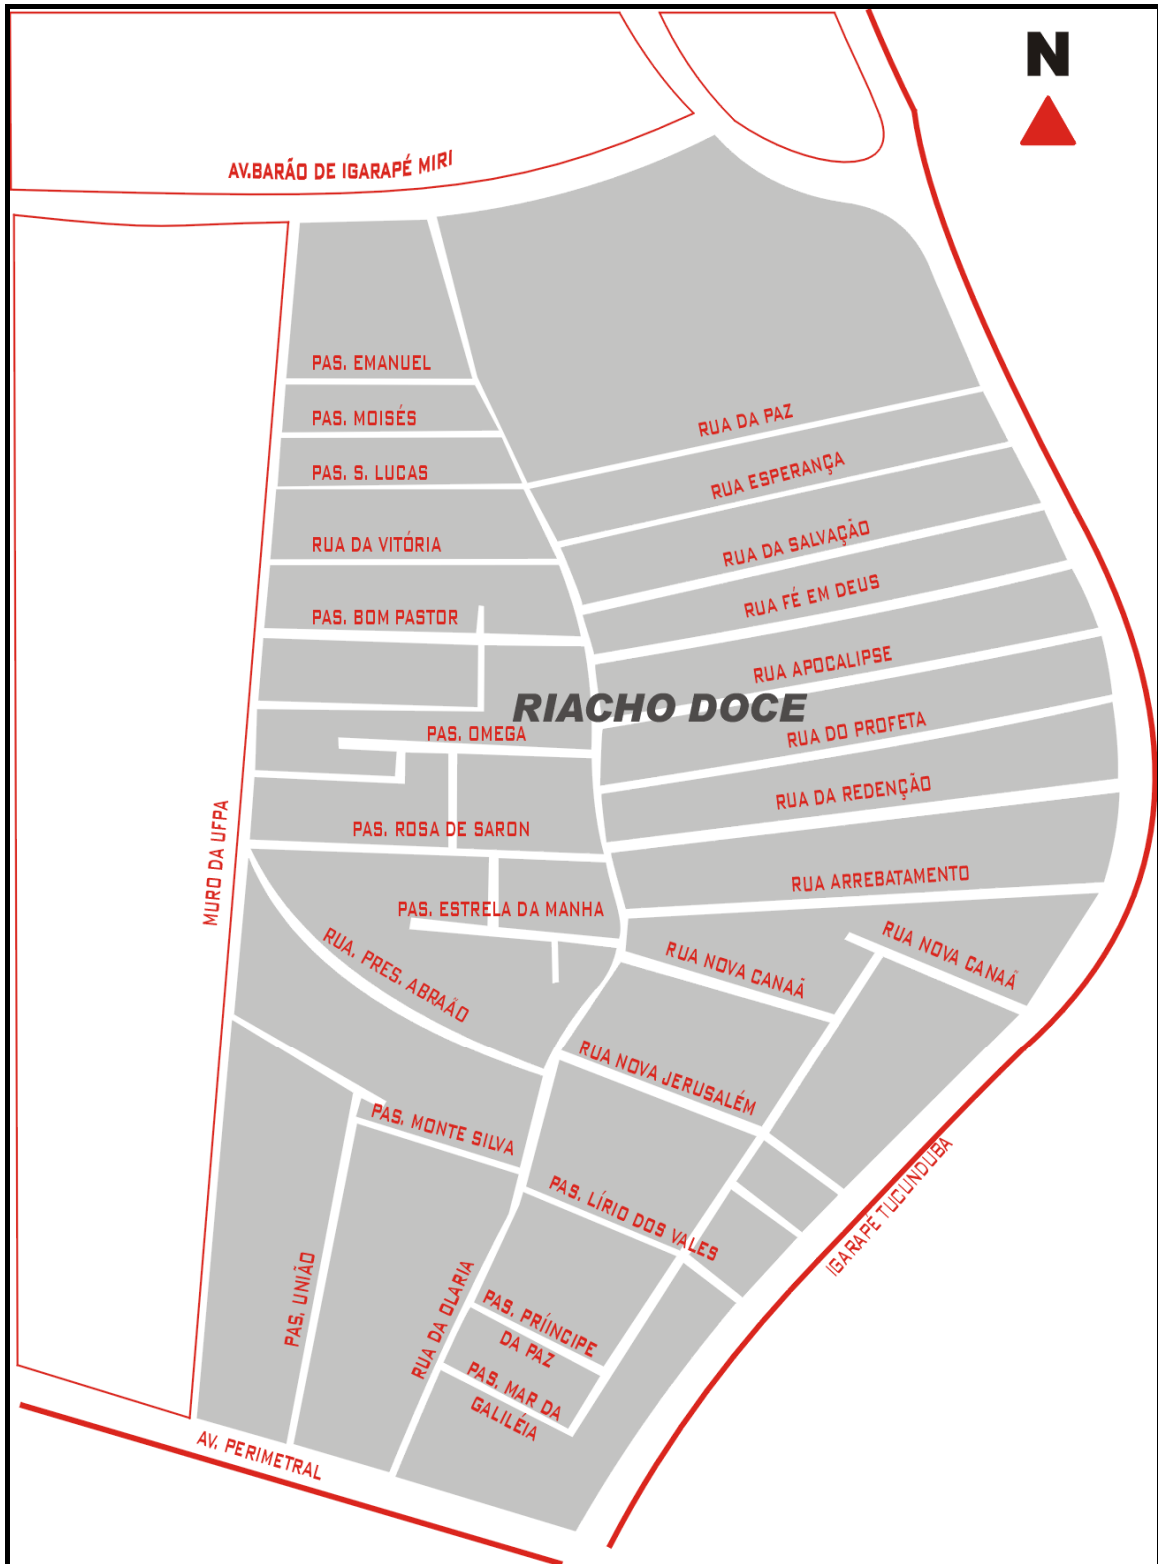 N
AV.BARÃO DE IGARAPÉ MIRI
PAS. EMANUEL
RUA DA PAZ
PAS. MOISÉS
RUA ESPERANÇA
PAS. S. LUCAS
RUA DA SALVAÇÃO
RUA DA VITÓRIA
RUA FÉ EM DEUS
PAS. BOM PASTOR
RUA APOCALIPSE
RIACHO DOCE
PAS. OMEGA
RUA DO PROFETA
RUA DA REDENÇÃO
PAS. ROSA DE SARON
MURO DA UFPA
RUA ARREBATAMENTO
PAS. ESTRELA DA MANHA
RUA. PRES. ABRAÃO
RUA NOVA CANAÃ
RUA NOVA CANAÃ
RUA NOVA JERUSALÉM
PAS. MONTE SILVA
PAS. LÍRIO DOS VALES
IGARAPÉ TUCUNDUBA
PAS. UNIÃO
RUA DA OLARIA
PAS. PRÍINCIPE
DA PAZ
PAS. MAR DA
GALILÉIA
AV. PERIMETRAL